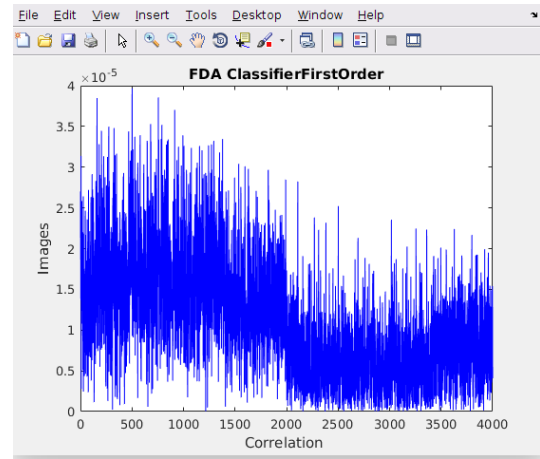 File Edit View Insert Tools Desktop Window Help
×10-5
FDA ClassifierFirstOrder
4
3.5
3
2.5
2
1.5
1
0.5
0
Images
0 500 1000 1500 2000 2500 3000 3500 4000
Correlation